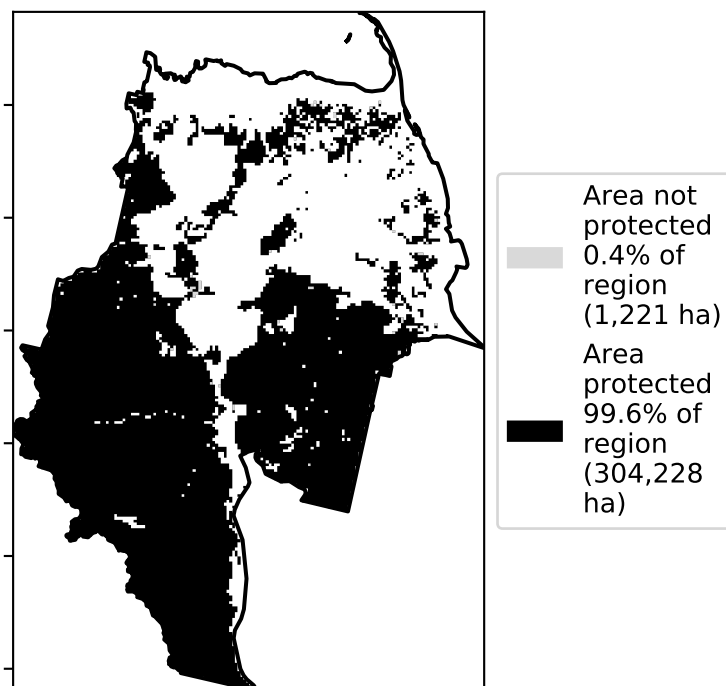 Area not
protected
0.4% of
region
(1,221 ha)
Area
protected
99.6% of
region
(304,228
ha)